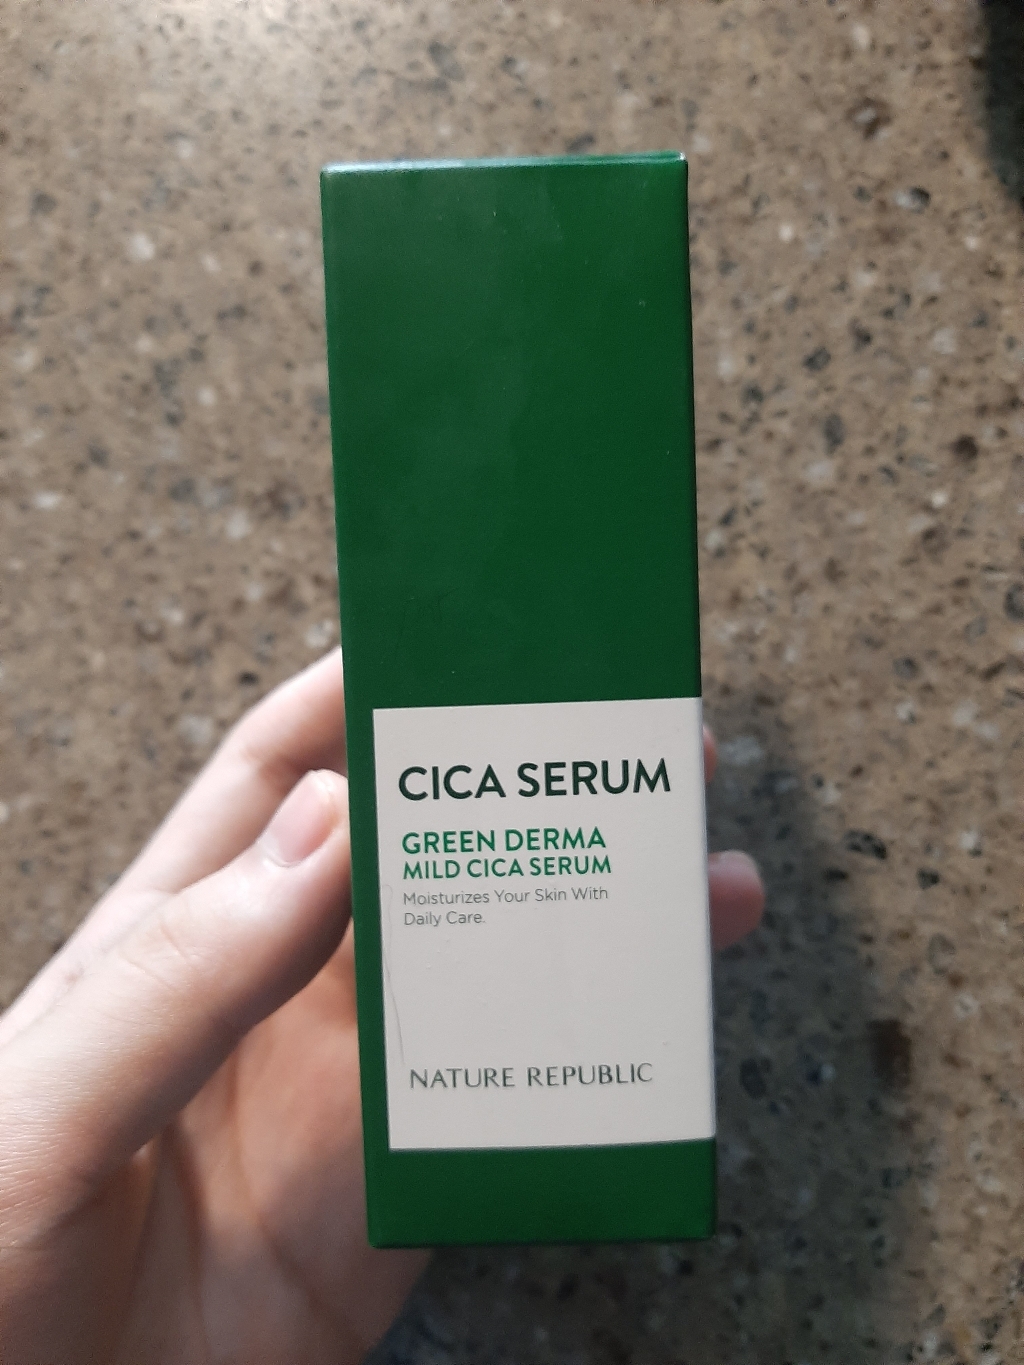 CICA SERUM
GREEN DERMA
MILD CICA SERUM
Moisturizes Your Skin With
Daily Care.
NATURE REPUBLIC